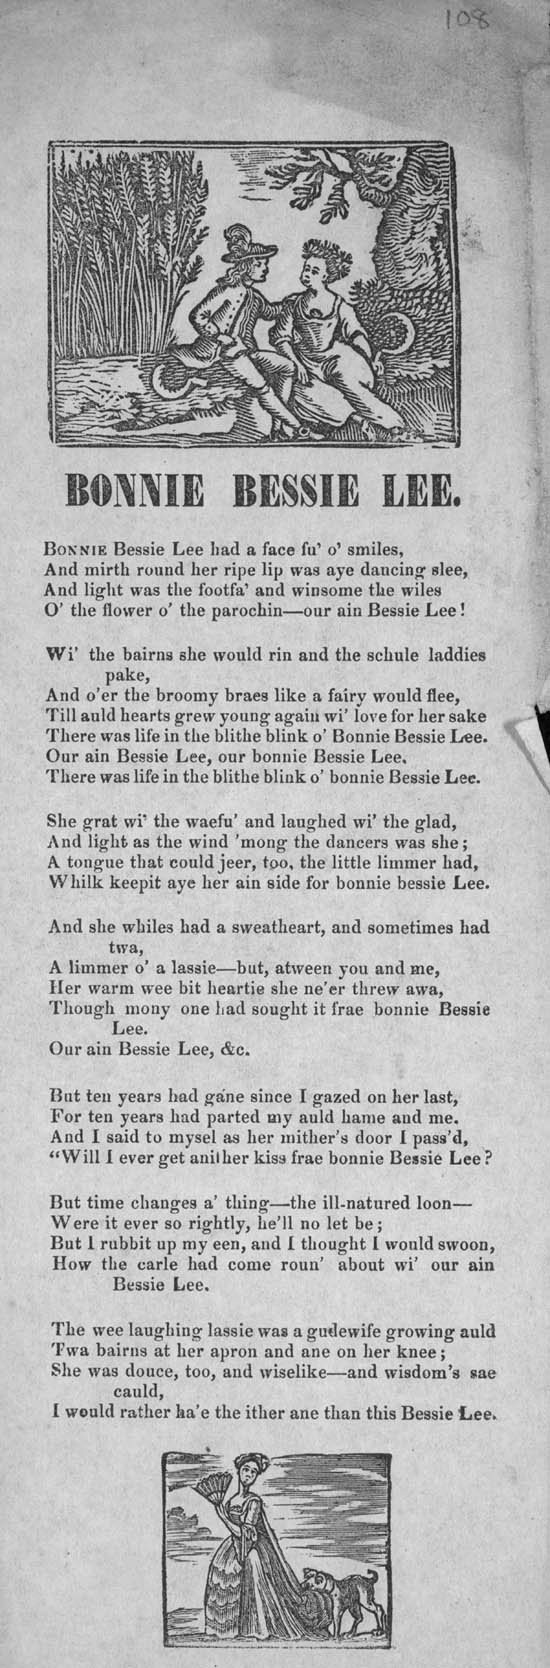 108
BONNIE BESSIE LEE.
BONNIE Bessie Lee had a face fu' o' smiles,
And mirth round her ripe lip was aye dancing slee,
And light was the footfa' and winsome the wiles
O' the flower o' the parochin—our ain Bessie Lee!
Wi' the bairns she would rin and the schule laddies
pake,
And o'er the broomy braes like a fairy would flee,
Till auld hearts grew young again wi' love for her sake
There was life in the blithe blink o' Bonnie Bessie Lee.
Our ain Bessie Lee, our bonnie Bessie Lee.
There was life in the blithe blink o' bonnie Bessie Lee.
She grat wi' the waefu' and laughed wi' the glad,
And light as the wind 'mong the dancers was she;
A tongue that could jeer, too, the little limmer had,
Whilk keepit aye her ain side for bonnie bessie Lee.
And she whiles had a sweatheart, and sometimes had
twa,
A limmer o' a lassie—but, atween you and me,
Her warm wee bit heartie she ne'er threw awa,
Though mony one had sought it frae bonnie Bessie
Lee.
Our ain Bessie Lee, &c.
But ten years had gane since I gazed on her last,
For ten years had parted my auld hame and me.
And I said to mysel as her mither's door I pass'd,
"Will I ever get anither kiss frae bonnie Bessie Lee?
But time changes a' thing—the ill-natured loon—
Were it ever so rightly, he'll no let be;
But I rubbit up my een, and I thought I would swoon,
How the carle had come roun' about wi' our ain
Bessie Lee.
The wee laughing lassie was a gudewife growing auld
Twa bairns at her apron and ane on her knee;
She was douce, too, and wiselike—and wisdom's sae
cauld,
I would rather ha'e the ither ane than this Bessie Lee.